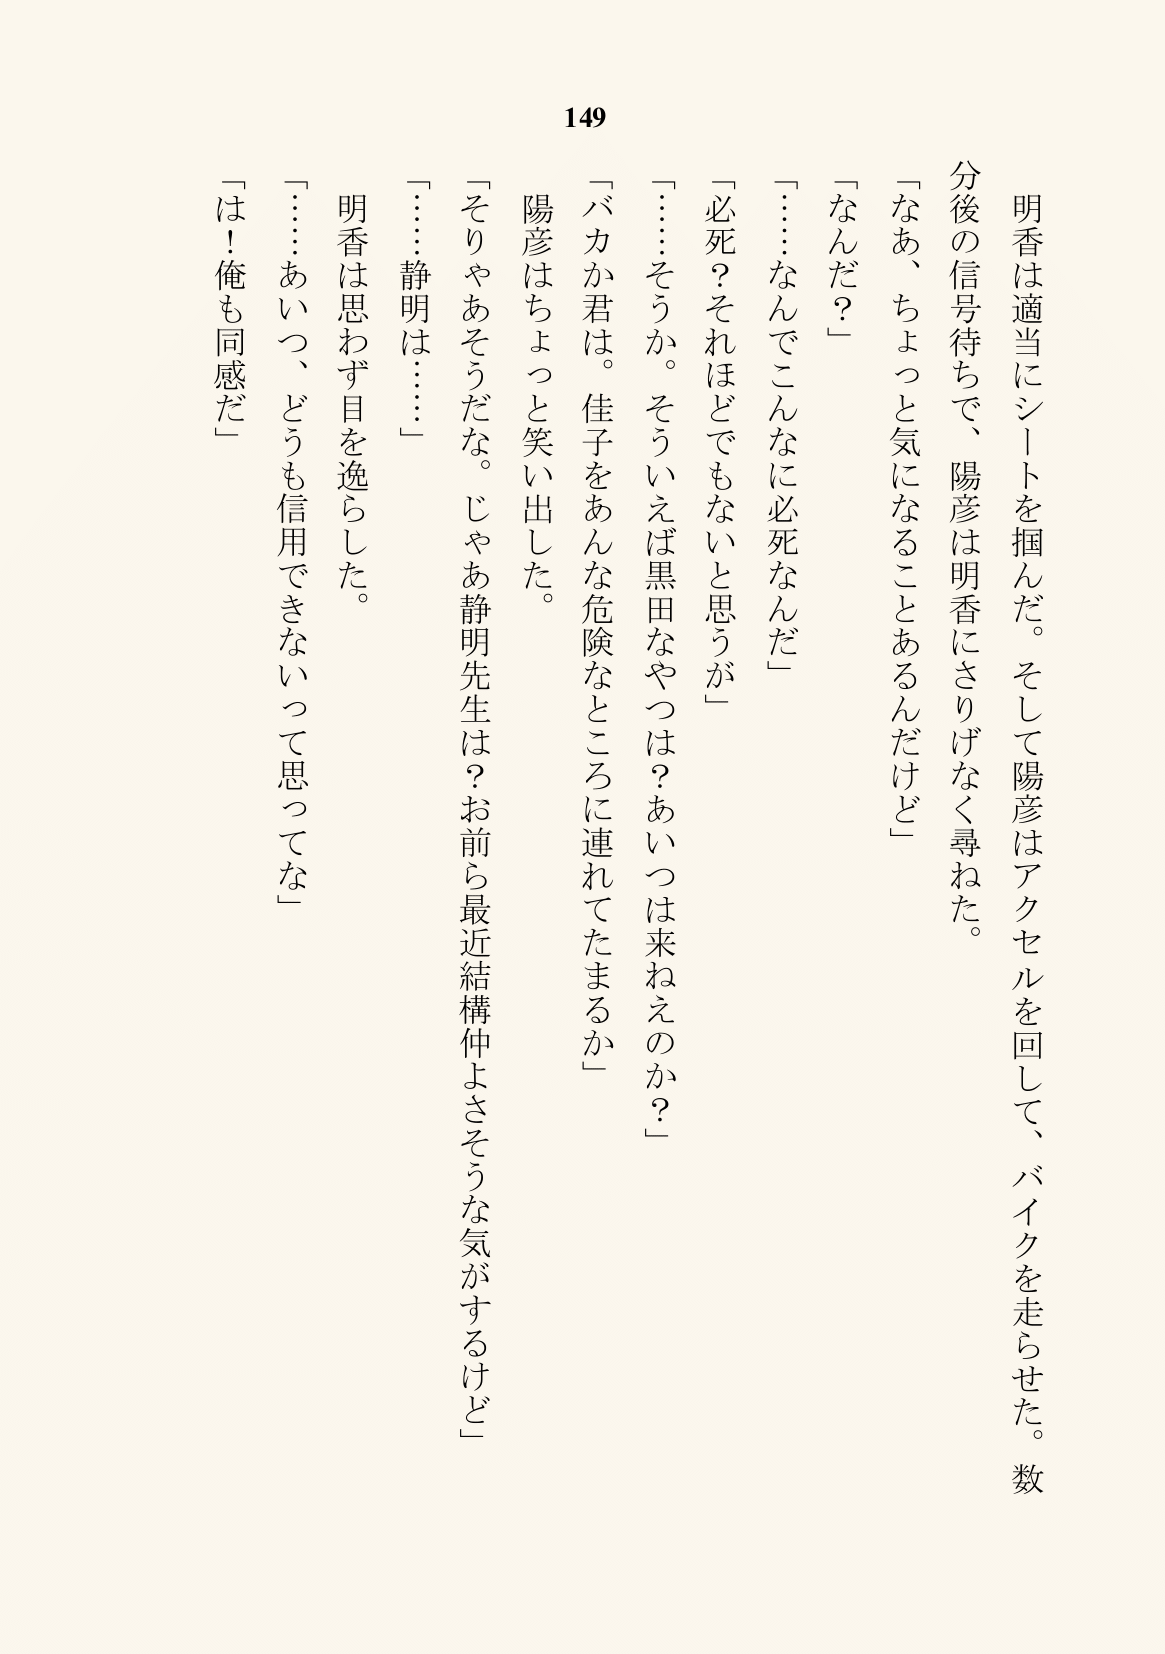 149
　明香は適当にシートを掴んだ。そして陽彦はアクセルを回して、バイクを走らせた。数
分後の信号待ちで、陽彦は明香にさりげなく尋ねた。
「なあ、ちょっと気になることあるんだけど」
「なんだ？」
「……なんでこんなに必死なんだ」
「必死？それほどでもないと思うが」
「……そうか。そういえば黒田なやつは？あいつは来ねえのか？」
「バカか君は。佳子をあんな危険なところに連れてたまるか」
　陽彦はちょっと笑い出した。
「そりゃあそうだな。じゃあ静明先生は？お前ら最近結構仲よさそうな気がするけど」
「……静明は……」
　明香は思わず目を逸らした。
「……あいつ、どうも信用できないって思ってな」
「は！俺も同感だ」